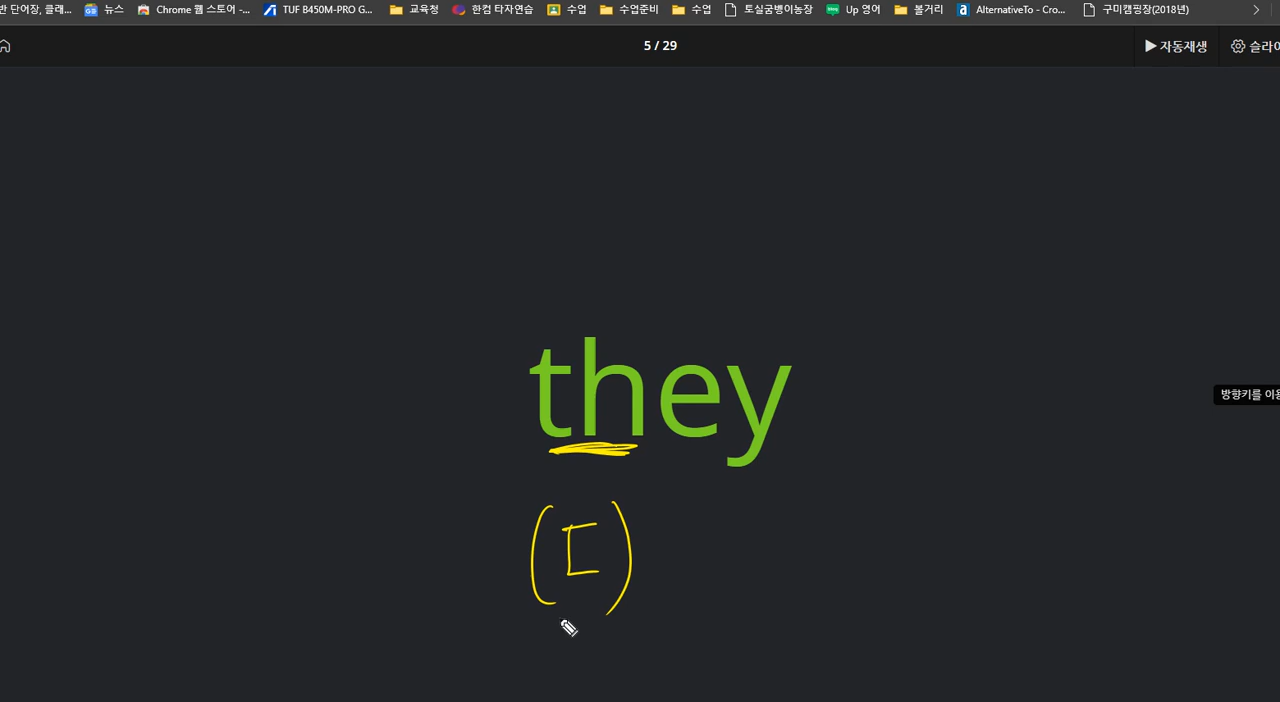 반 단어장, 클래... 뉴스 Chrome 웹 스토어 -... TUF B450M-PRO G... 교육청 한컴 타자연습 수업 수업준비 수업 토실굼벵이농장 Up 영어 볼거리 AlternativeTo - Cro... 구미캠핑장(2018년)
5 / 29
자동재생
슬라이
they
방향키를 이용
(ㄷ)